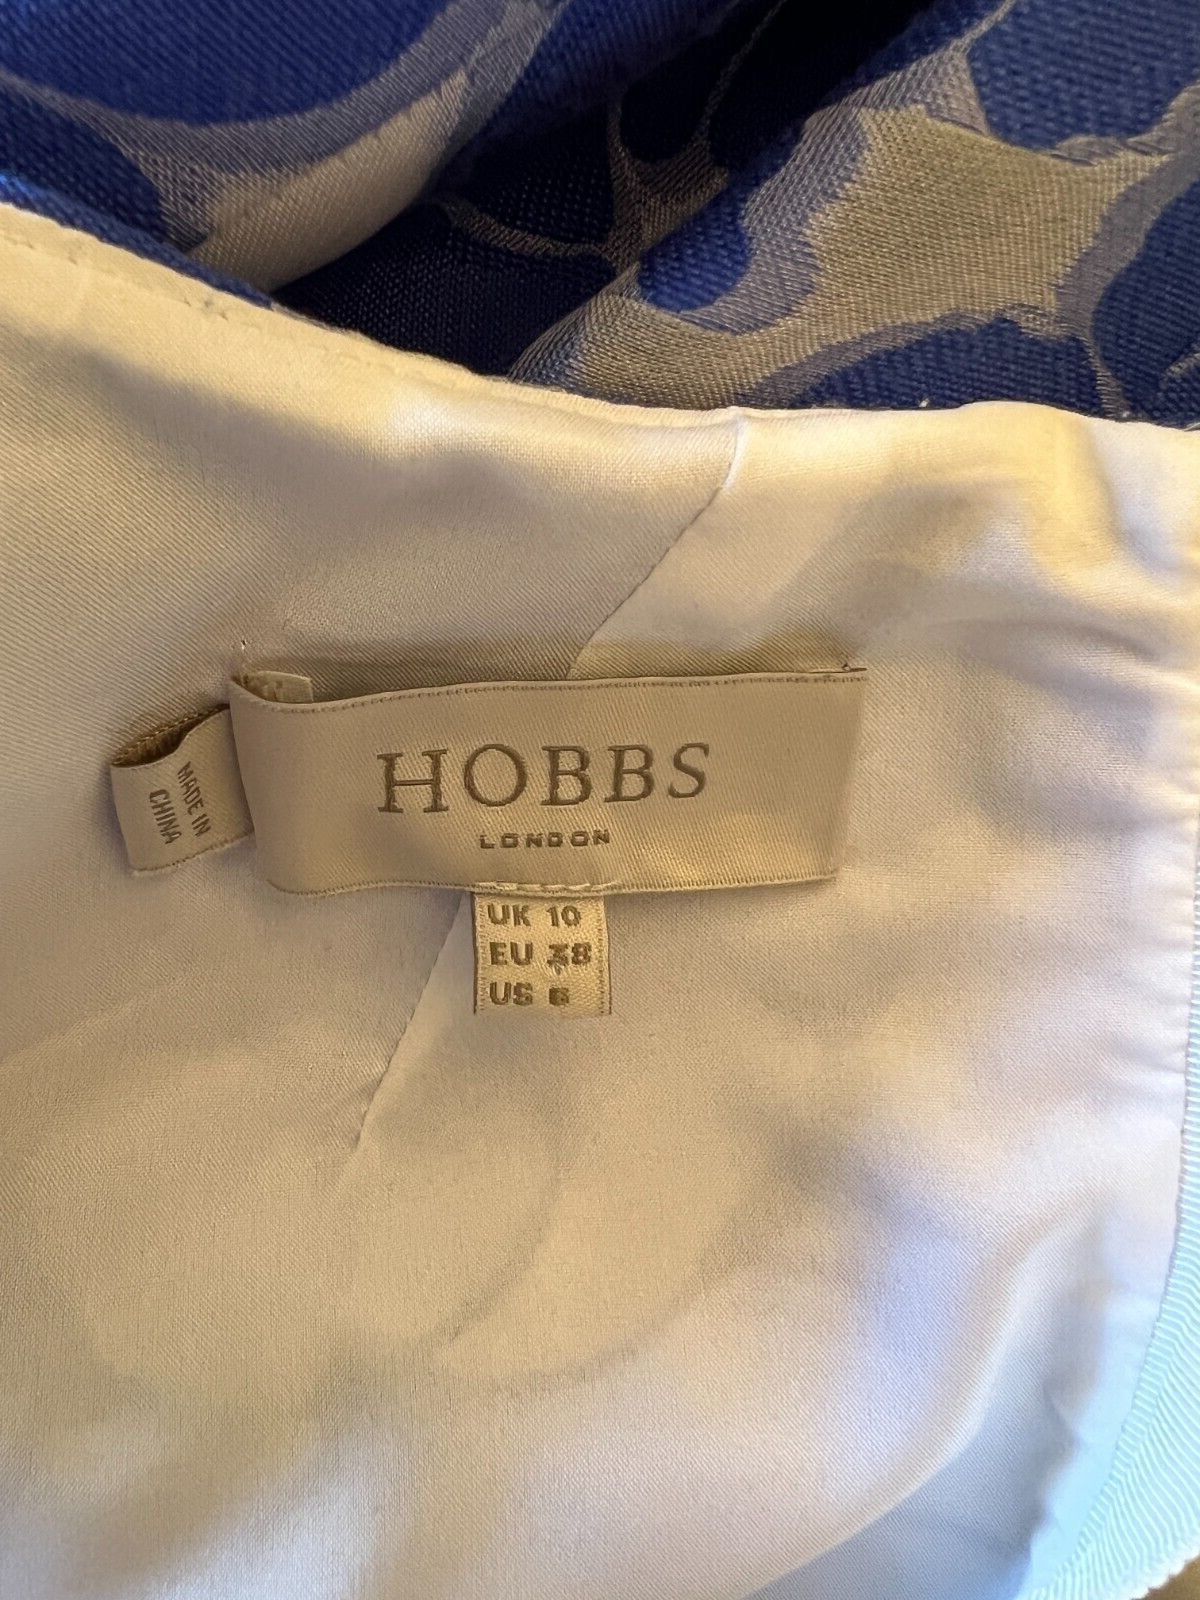 HOBBS
LONDON
MADE IN
CHINA
UK 10
EU 38
US 6